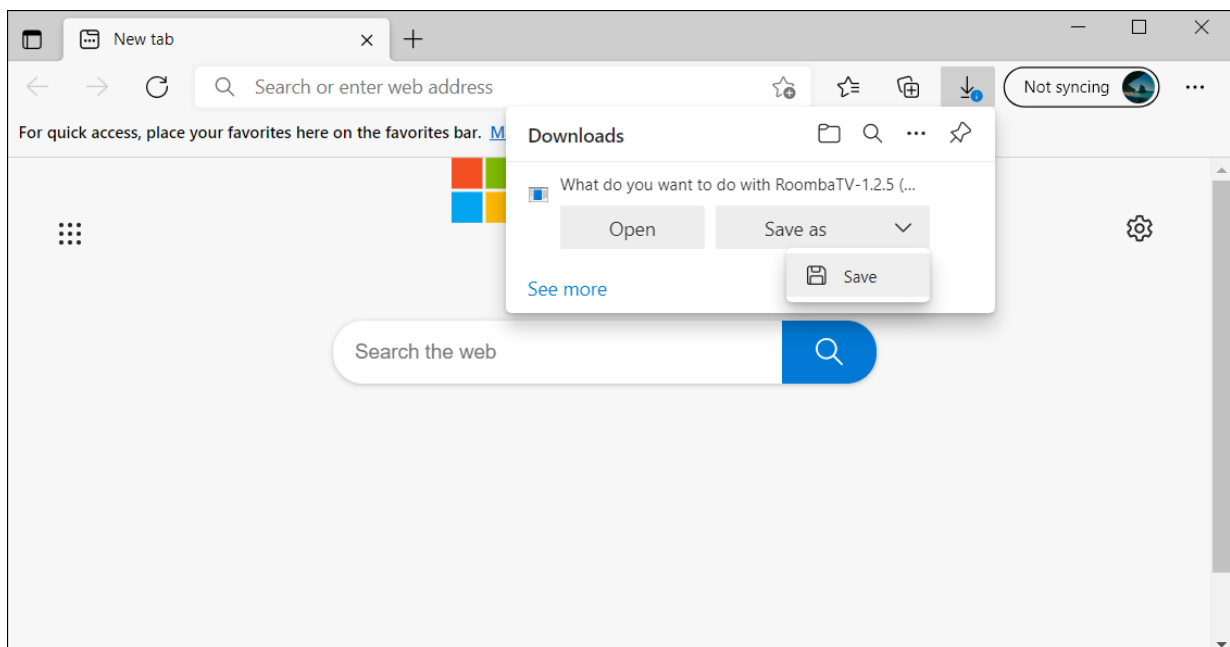 New tab
Search or enter web address
Not syncing
For quick access, place your favorites here on the favorites bar. M
Downloads
What do you want to do with RoombaTV-1.2.5 (...
Open
Save as
Save
See more
Search the web